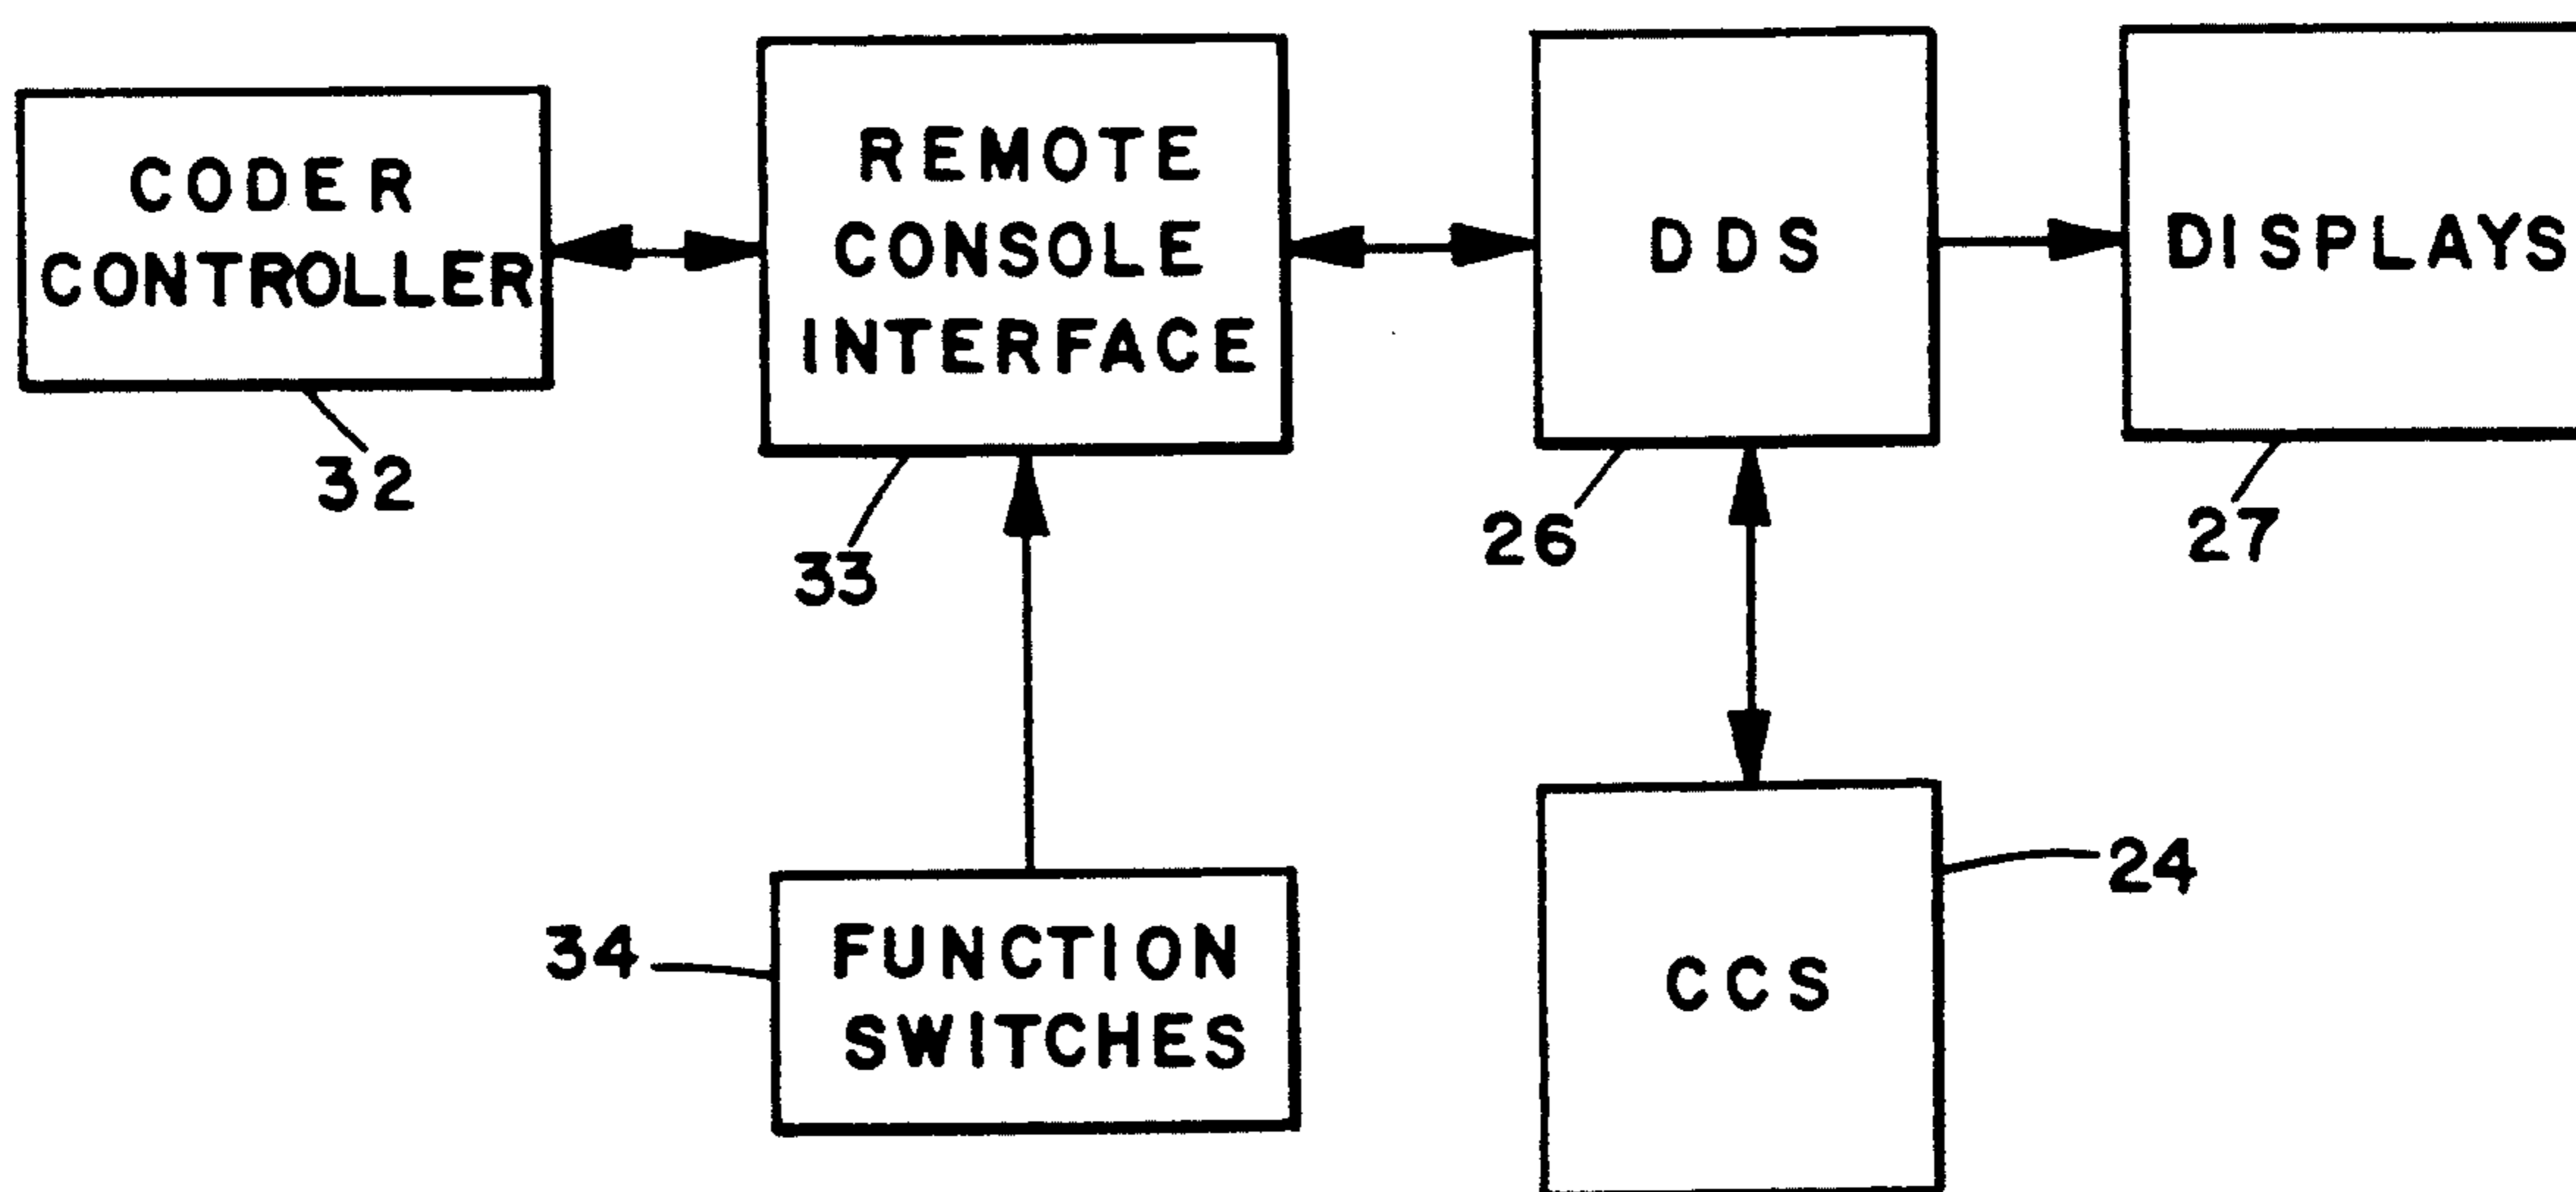 CODER
CONTROLLER
32
REMOTE
CONSOLE
INTERFACE
33
DDS
26
DISPLAYS
27
34
FUNCTION
SWITCHES
CCS
24